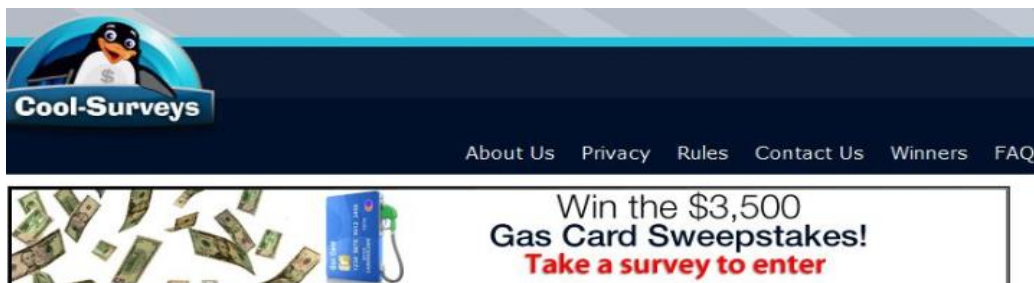 Cool-Surveys
About Us Privacy Rules Contact Us Winners FAQ
Win the $3,500
Gas Card Sweepstakes!
Take a survey to enter